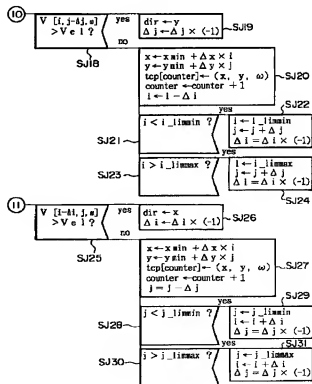 10
V [i, j-Δj, s]
> V e l ?
yes
dir ← y
Δ j ← Δ j × (-1)
SJ19
SJ18
no
x ← x min + Δ x × i
y ← y min + Δ y × j
tcp[counter] ← (x, y, ω)
counter ← counter + 1
i ← i - Δ i
SJ20
yes
SJ22
i < i_limmin ?
i ← i_limmin
j ← j + Δ j
Δ i = Δ i × (-1)
SJ21
yes
SJ23
i > i_limmax ?
i ← i_limmax
j ← j + Δ j
Δ i = Δ i × (-1)
SJ24
11
V [i-Δi, j, s]
> V e l ?
yes
dir ← x
Δ i ← Δ i × (-1)
SJ26
SJ25
no
x ← x min + Δ x × i
y ← y min + Δ y × j
tcp[counter] ← (x, y, ω)
counter ← counter + 1
j = j - Δ j
SJ27
yes
SJ29
j < j_limmin ?
j ← j_limmin
i ← i + Δ i
Δ j = Δ j × (-1)
SJ28
yes
SJ31
j > j_limmax ?
j ← j_limmax
i ← i + Δ i
Δ j = Δ j × (-1)
SJ30